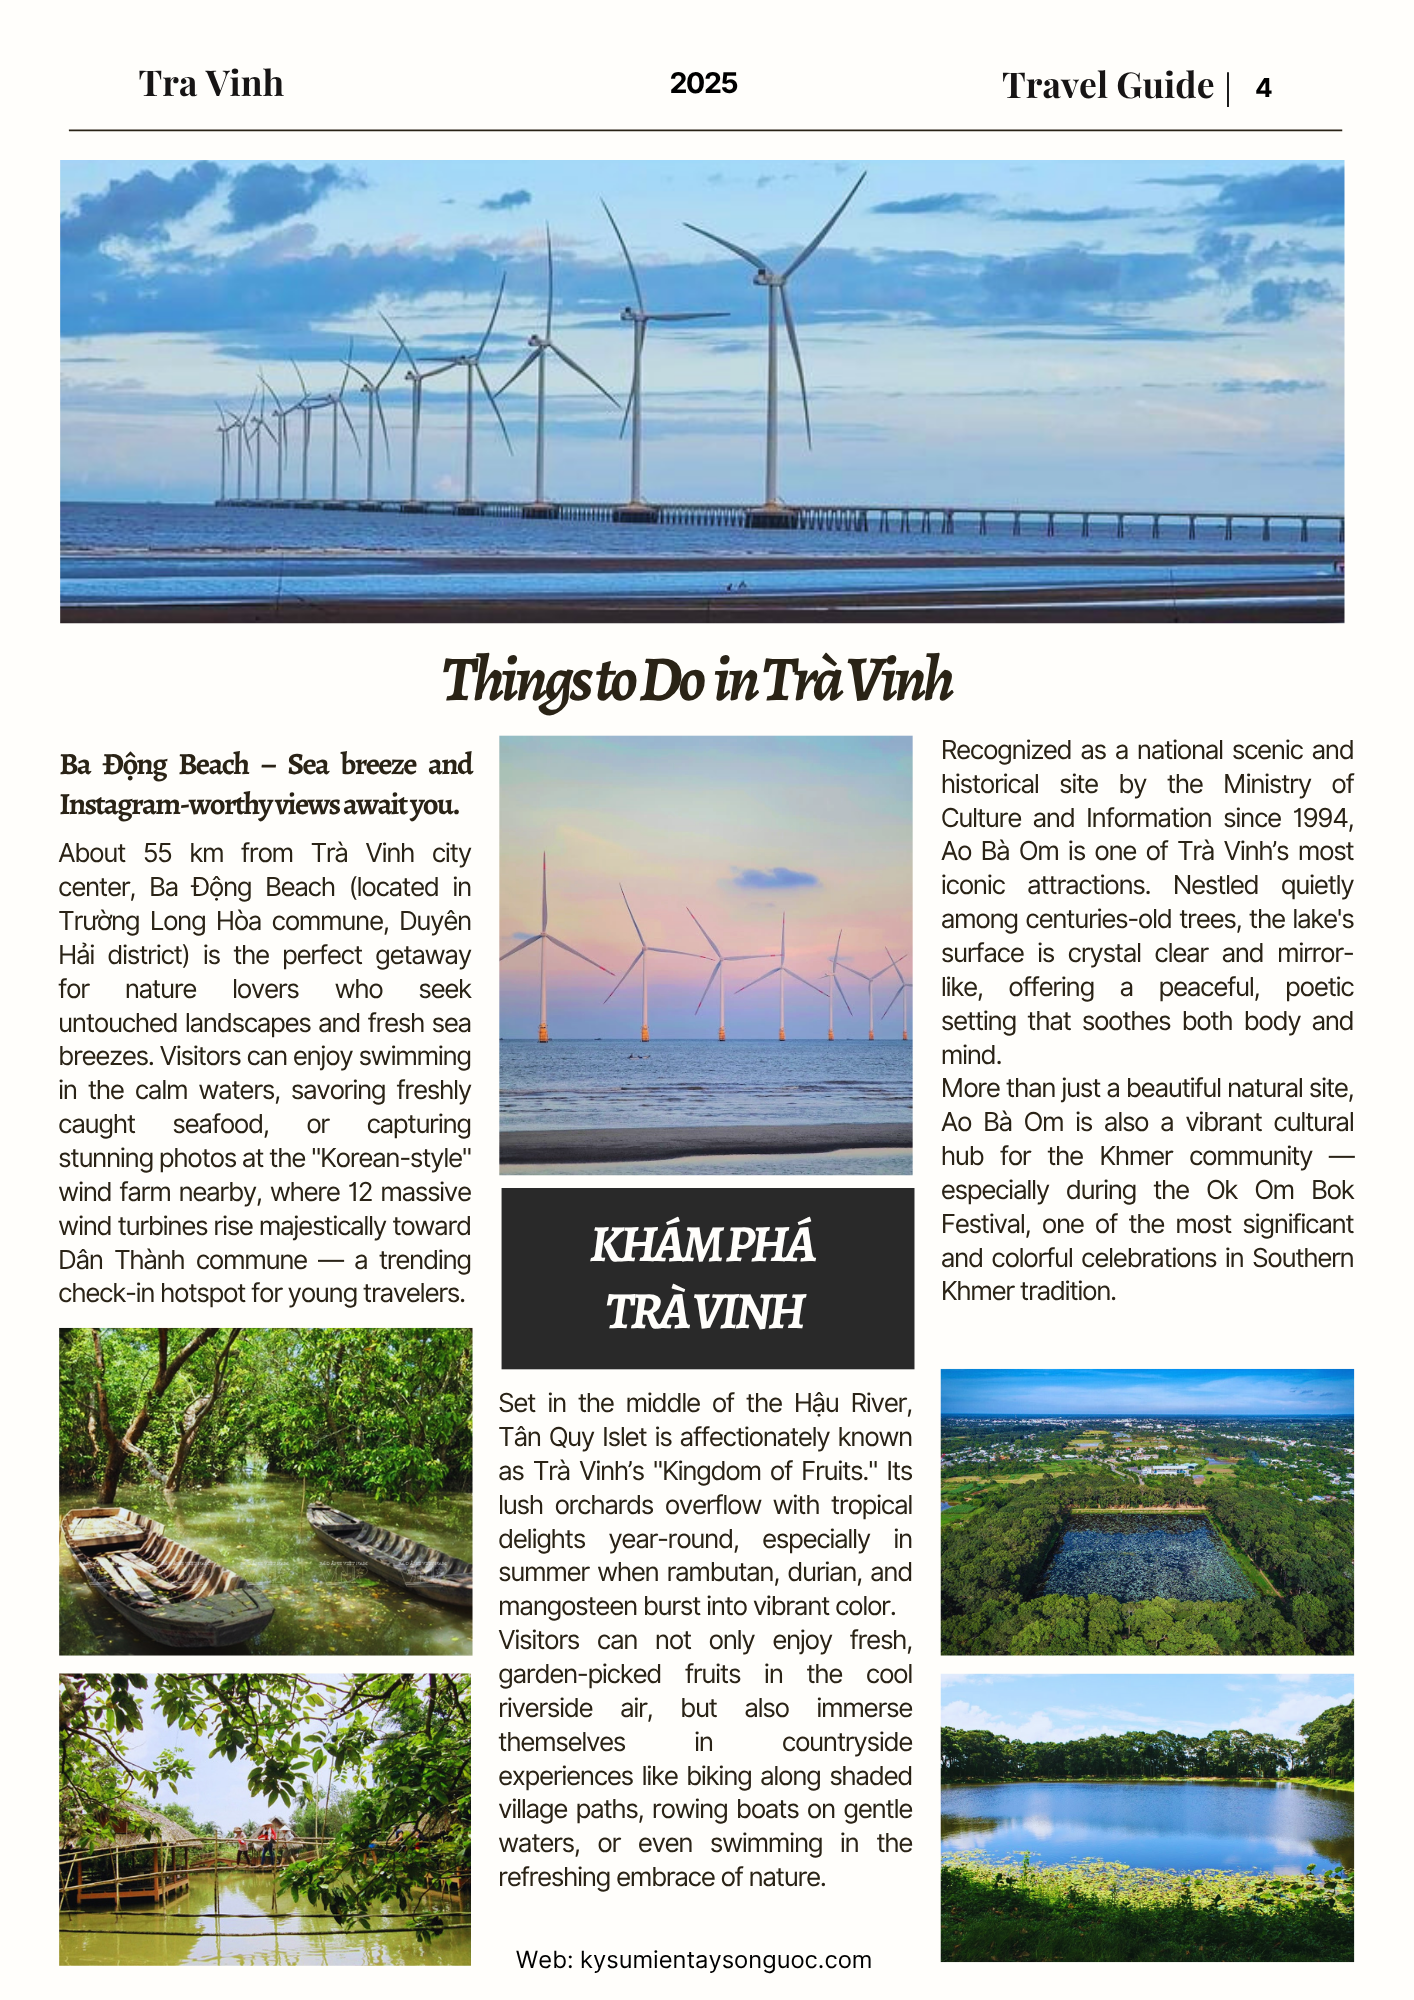 Tra Vinh
2025
Travel Guide | 4
Things to Do in Trà Vinh
Ba Động Beach – Sea breeze and
Instagram-worthy views await you.
About 55 km from Trà Vinh city
center, Ba Động Beach (located in
Trường Long Hòa commune, Duyên
Hải district) is the perfect getaway
for nature lovers who seek
untouched landscapes and fresh sea
breezes. Visitors can enjoy swimming
in the calm waters, savoring freshly
caught seafood, or capturing
stunning photos at the "Korean-style"
wind farm nearby, where 12 massive
wind turbines rise majestically toward
Dân Thành commune — a trending
check-in hotspot for young travelers.
KHÁM PHÁ
TRÀ VINH
Set in the middle of the Hậu River,
Tân Quy Islet is affectionately known
as Trà Vinh’s "Kingdom of Fruits." Its
lush orchards overflow with tropical
delights year-round, especially in
summer when rambutan, durian, and
mangosteen burst into vibrant color.
Visitors can not only enjoy fresh,
garden-picked fruits in the cool
riverside air, but also immerse
themselves in countryside
experiences like biking along shaded
village paths, rowing boats on gentle
waters, or even swimming in the
refreshing embrace of nature.
Recognized as a national scenic and
historical site by the Ministry of
Culture and Information since 1994,
Ao Bà Om is one of Trà Vinh’s most
iconic attractions. Nestled quietly
among centuries-old trees, the lake's
surface is crystal clear and mirror-
like, offering a peaceful, poetic
setting that soothes both body and
mind.
More than just a beautiful natural site,
Ao Bà Om is also a vibrant cultural
hub for the Khmer community —
especially during the Ok Om Bok
Festival, one of the most significant
and colorful celebrations in Southern
Khmer tradition.
Web: kysumientaysonguoc.com